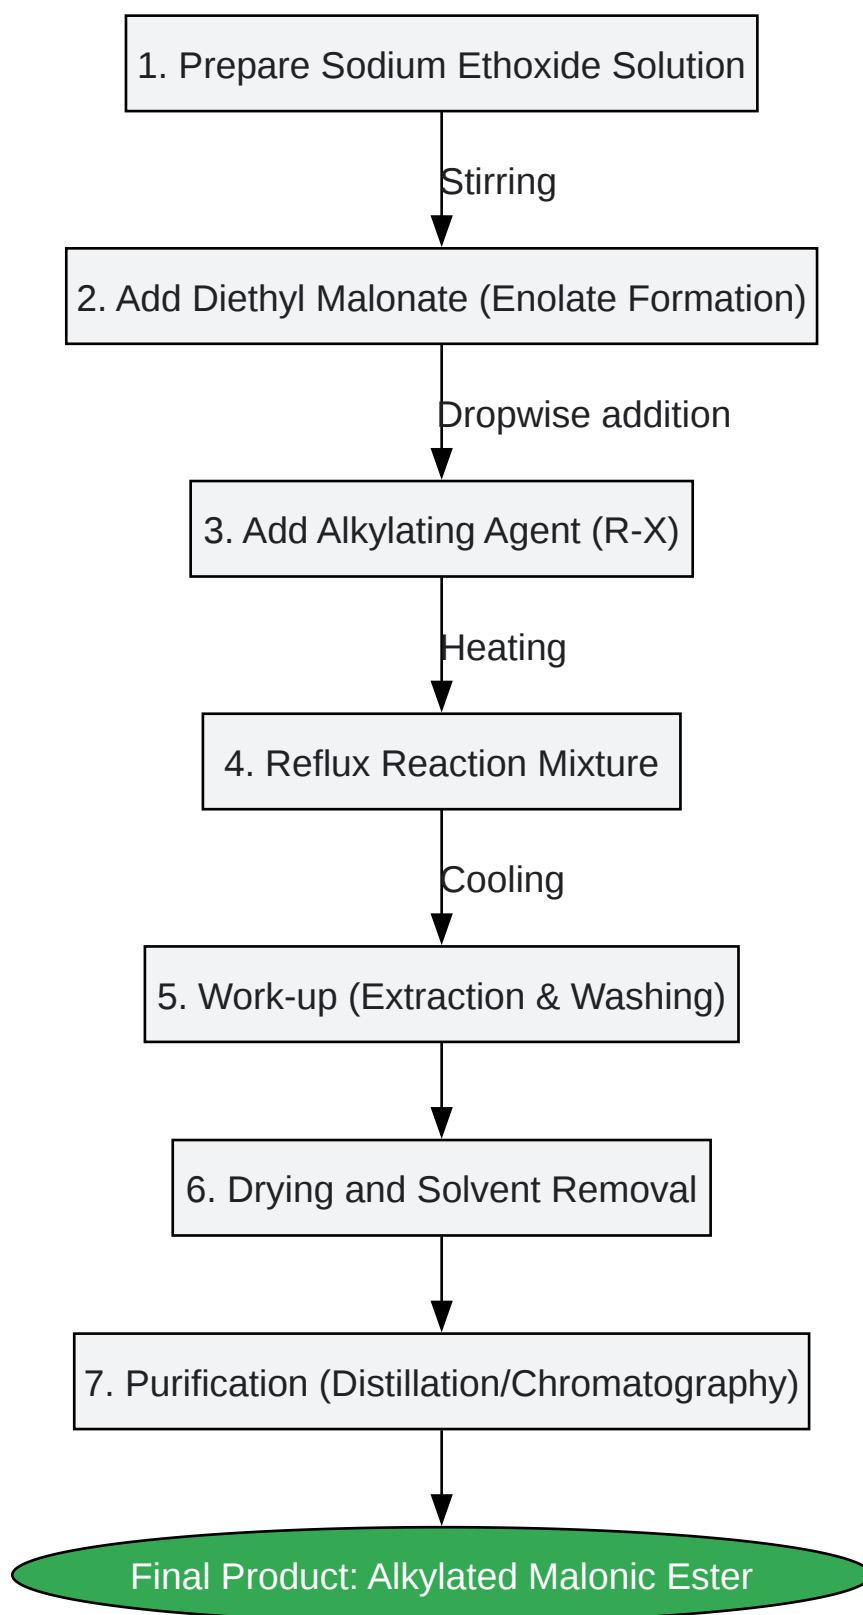 1. Prepare Sodium Ethoxide Solution
Stirring
2. Add Diethyl Malonate (Enolate Formation)
Dropwise addition
3. Add Alkylating Agent (R-X)
Heating
4. Reflux Reaction Mixture
Cooling
5. Work-up (Extraction & Washing)
6. Drying and Solvent Removal
7. Purification (Distillation/Chromatography)
Final Product: Alkylated Malonic Ester